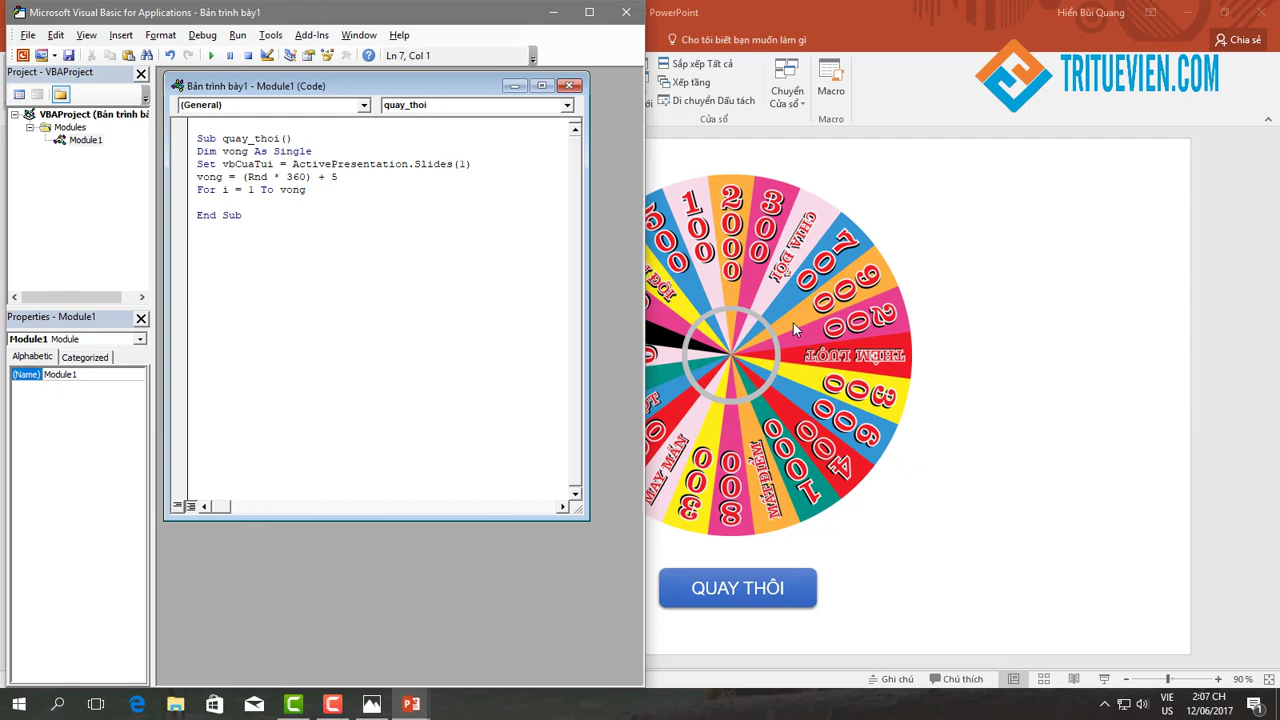 Microsoft Visual Basic for Applications - Bản trình bày1
PowerPoint
Hiển Bùi Quang
File Edit View Insert Format Debug Run Tools Add-Ins Window Help
Cho tôi biết bạn muốn làm gì
Chia sẻ
Ln 7, Col 1
TRITUEVIEN.COM
Project - VBAProject
Sắp xếp Tất cả
Xếp tầng
Di chuyển Dấu tách
Chuyển
Cửa sổ
Macro
Cửa sổ
Macro
Bản trình bày1 - Module1 (Code)
(General)
quay_thoi
VBAProject (Bản trình bà
Modules
Module1
Sub quay_thoi()
Dim vong As Single
Set vbCuaTui = ActivePresentation.Slides(1)
vong = (Rnd * 360) + 5
For i = 1 To vong
End Sub
500
100
2000
300
CHIA ĐÔI
700
900
200
THÊM LƯỢT
300
600
400
1000
MẤT ĐIỂM
800
300
MAY MẮN
Properties - Module1
Module1 Module
Alphabetic Categorized
(Name) Module1
QUAY THÔI
Ghi chú
Chú thích
90 %
VIE
US
2:07 CH
12/06/2017